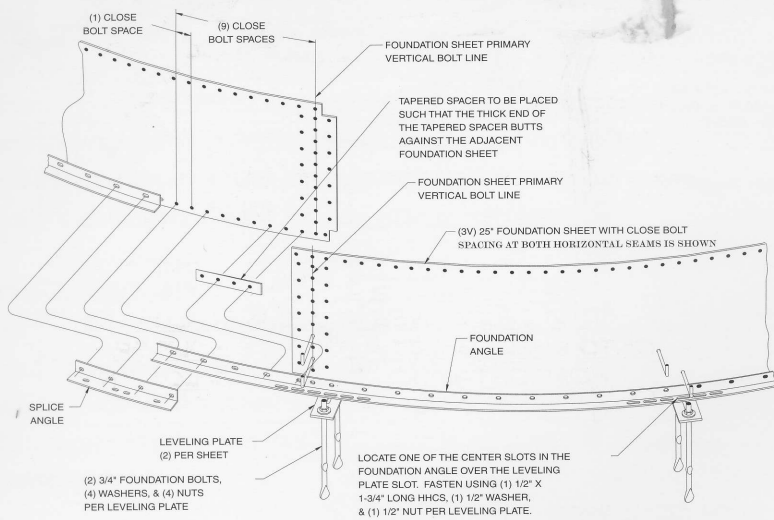 (1) CLOSE
BOLT SPACE
(9) CLOSE
BOLT SPACES
FOUNDATION SHEET PRIMARY
VERTICAL BOLT LINE
TAPERED SPACER TO BE PLACED
SUCH THAT THE THICK END OF
THE TAPERED SPACER BUTTS
AGAINST THE ADJACENT
FOUNDATION SHEET
FOUNDATION SHEET PRIMARY
VERTICAL BOLT LINE
(3V) 25" FOUNDATION SHEET WITH CLOSE BOLT
SPACING AT BOTH HORIZONTAL SEAMS IS SHOWN
FOUNDATION
ANGLE
SPLICE
ANGLE
LEVELING PLATE
(2) PER SHEET
(2) 3/4" FOUNDATION BOLTS,
(4) WASHERS, & (4) NUTS
PER LEVELING PLATE
LOCATE ONE OF THE CENTER SLOTS IN THE
FOUNDATION ANGLE OVER THE LEVELING
PLATE SLOT. FASTEN USING (1) 1/2" X
1-3/4" LONG HHCS, (1) 1/2" WASHER,
& (1) 1/2" NUT PER LEVELING PLATE.